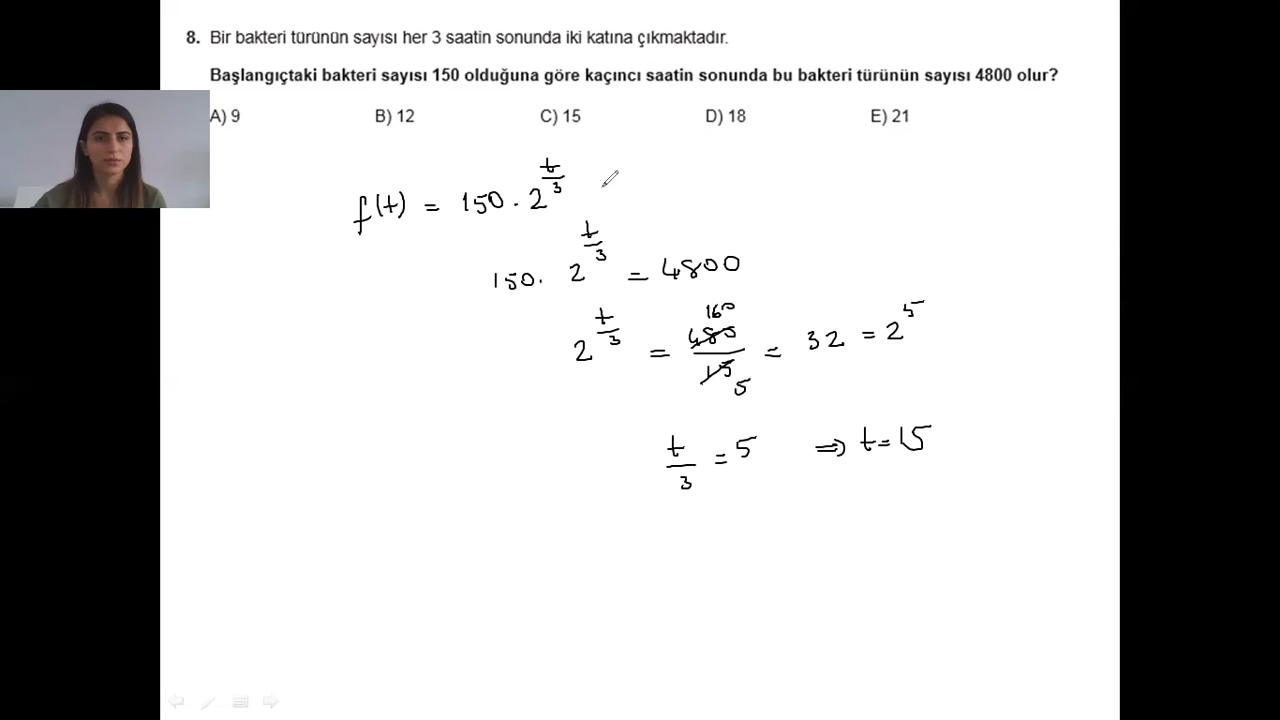 8. Bir bakteri türünün sayısı her 3 saatin sonunda iki katına çıkmaktadır.
Başlangıçtaki bakteri sayısı 150 olduğuna göre kaçıncı saatin sonunda bu bakteri türünün sayısı 4800 olur?
A) 9 B) 12 C) 15 D) 18 E) 21
f(t) = 150 . 2^(t/3)
150. 2^(t/3) = 4800
2^(t/3) = 480/15 160/5 = 32 = 2^5
t/3 = 5 ⇒ t = 15